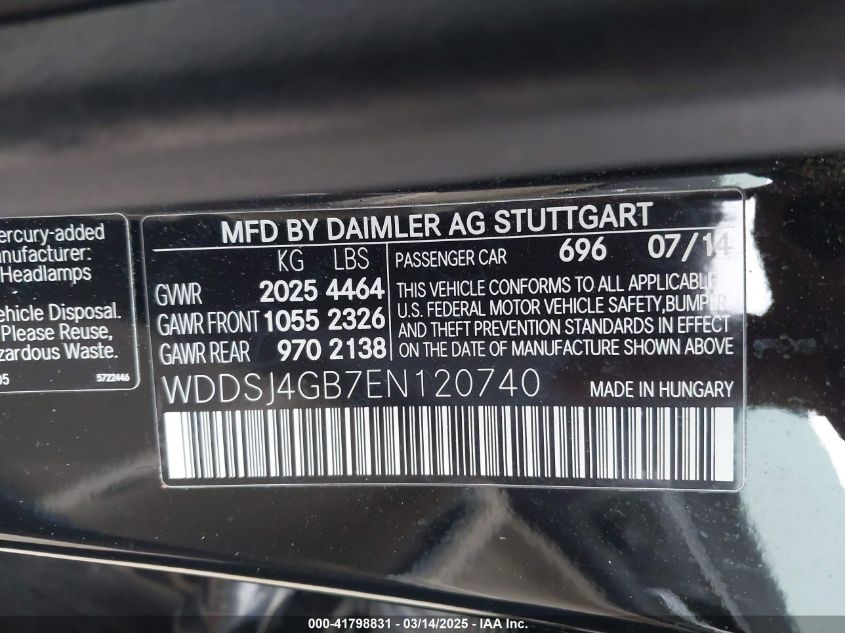 ercury-added
anufacturer:
Headlamps
ehicle Disposal.
Please Reuse,
azardous Waste.
05
5722446
MFD BY DAIMLER AG STUTTGART
KG LBS
GVWR 2025 4464
GAWR FRONT 1055 2326
GAWR REAR 970 2138
PASSENGER CAR 696 07/14
THIS VEHICLE CONFORMS TO ALL APPLICABLE
U.S. FEDERAL MOTOR VEHICLE SAFETY,BUMPER
AND THEFT PREVENTION STANDARDS IN EFFECT
ON THE DATE OF MANUFACTURE SHOWN ABOVE
WDDSJ4GB7EN120740 MADE IN HUNGARY
000-41798831 - 03/14/2025 - IAA Inc.